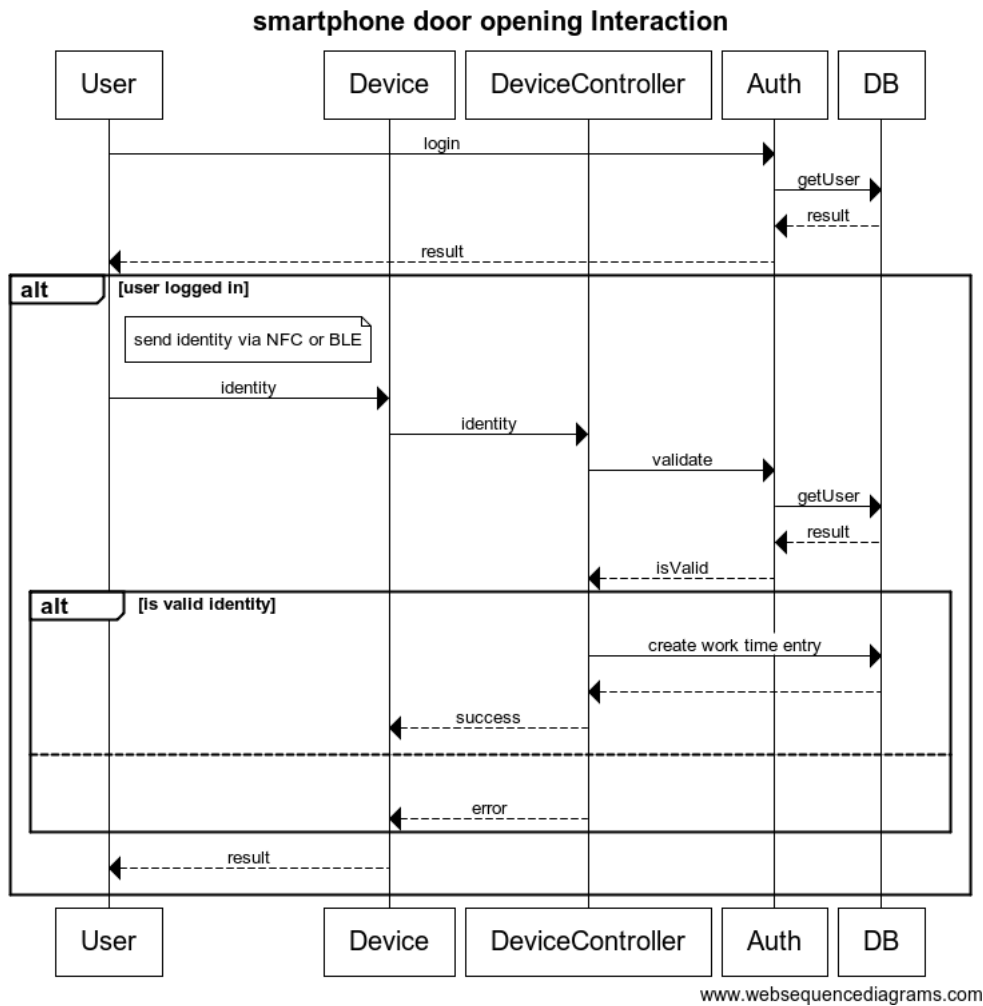 smartphone door opening Interaction
User Device DeviceController Auth DB
login
getUser
result
result
alt [user logged in]
send identity via NFC or BLE
identity
identity
validate
getUser
result
isValid
alt [is valid identity]
create work time entry
success
error
result
User Device DeviceController Auth DB
www.websequencediagrams.com